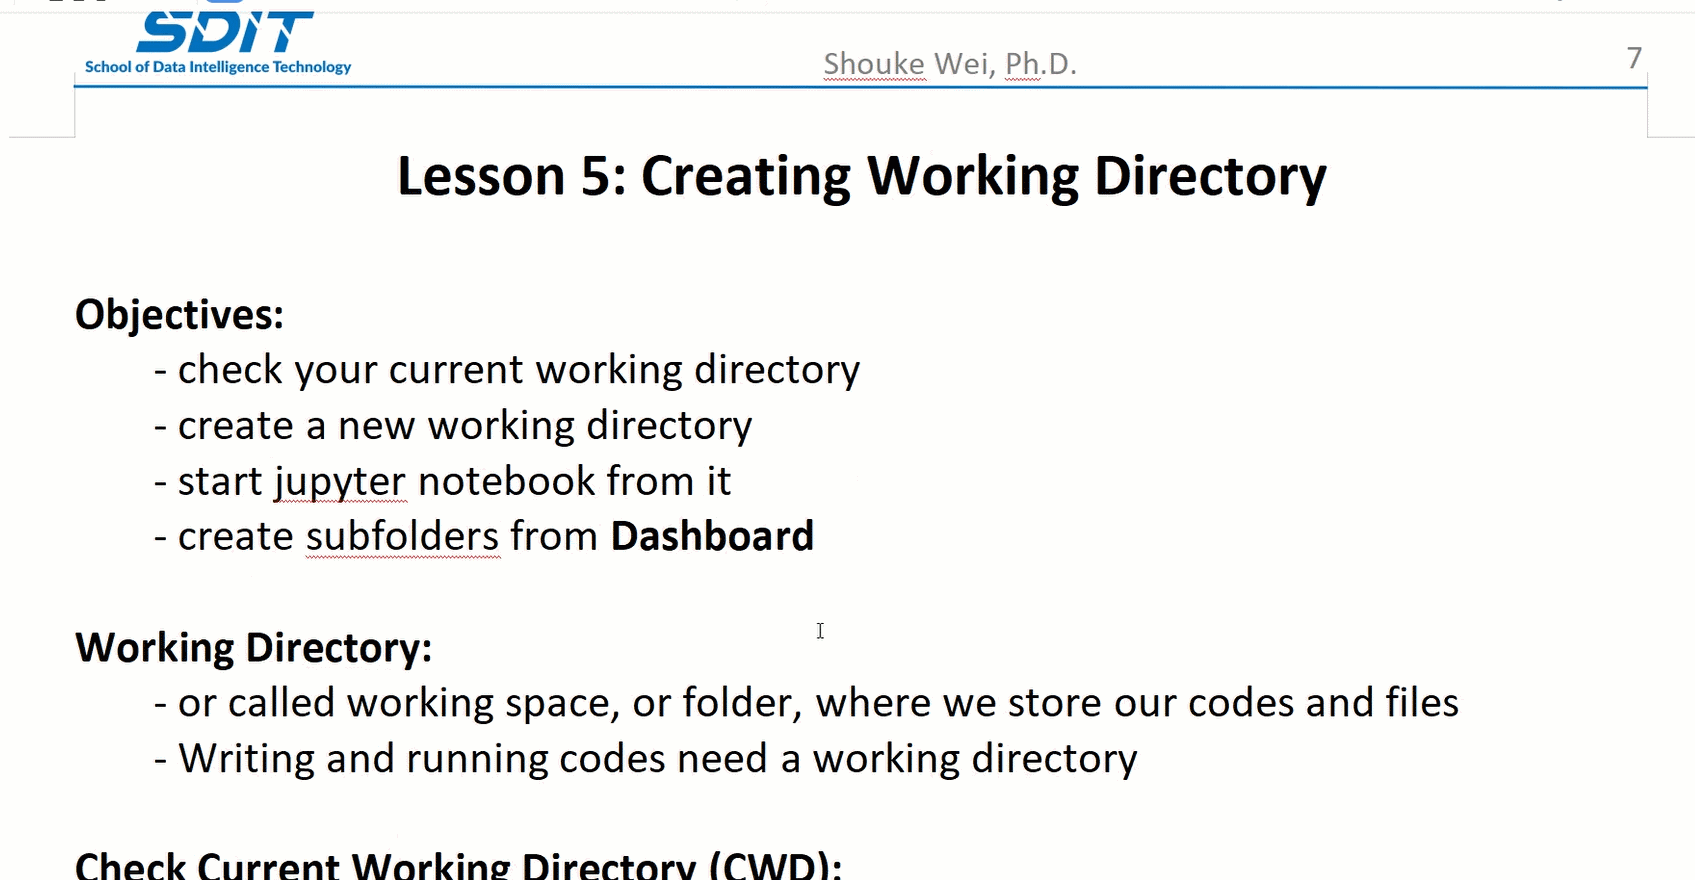 SDIT
School of Data Intelligence Technology
Shouke Wei, Ph.D.
7
Lesson 5: Creating Working Directory
Objectives:
- check your current working directory
- create a new working directory
- start jupyter notebook from it
- create subfolders from Dashboard
Working Directory:
- or called working space, or folder, where we store our codes and files
- Writing and running codes need a working directory
Check Current Working Directory (CWD):